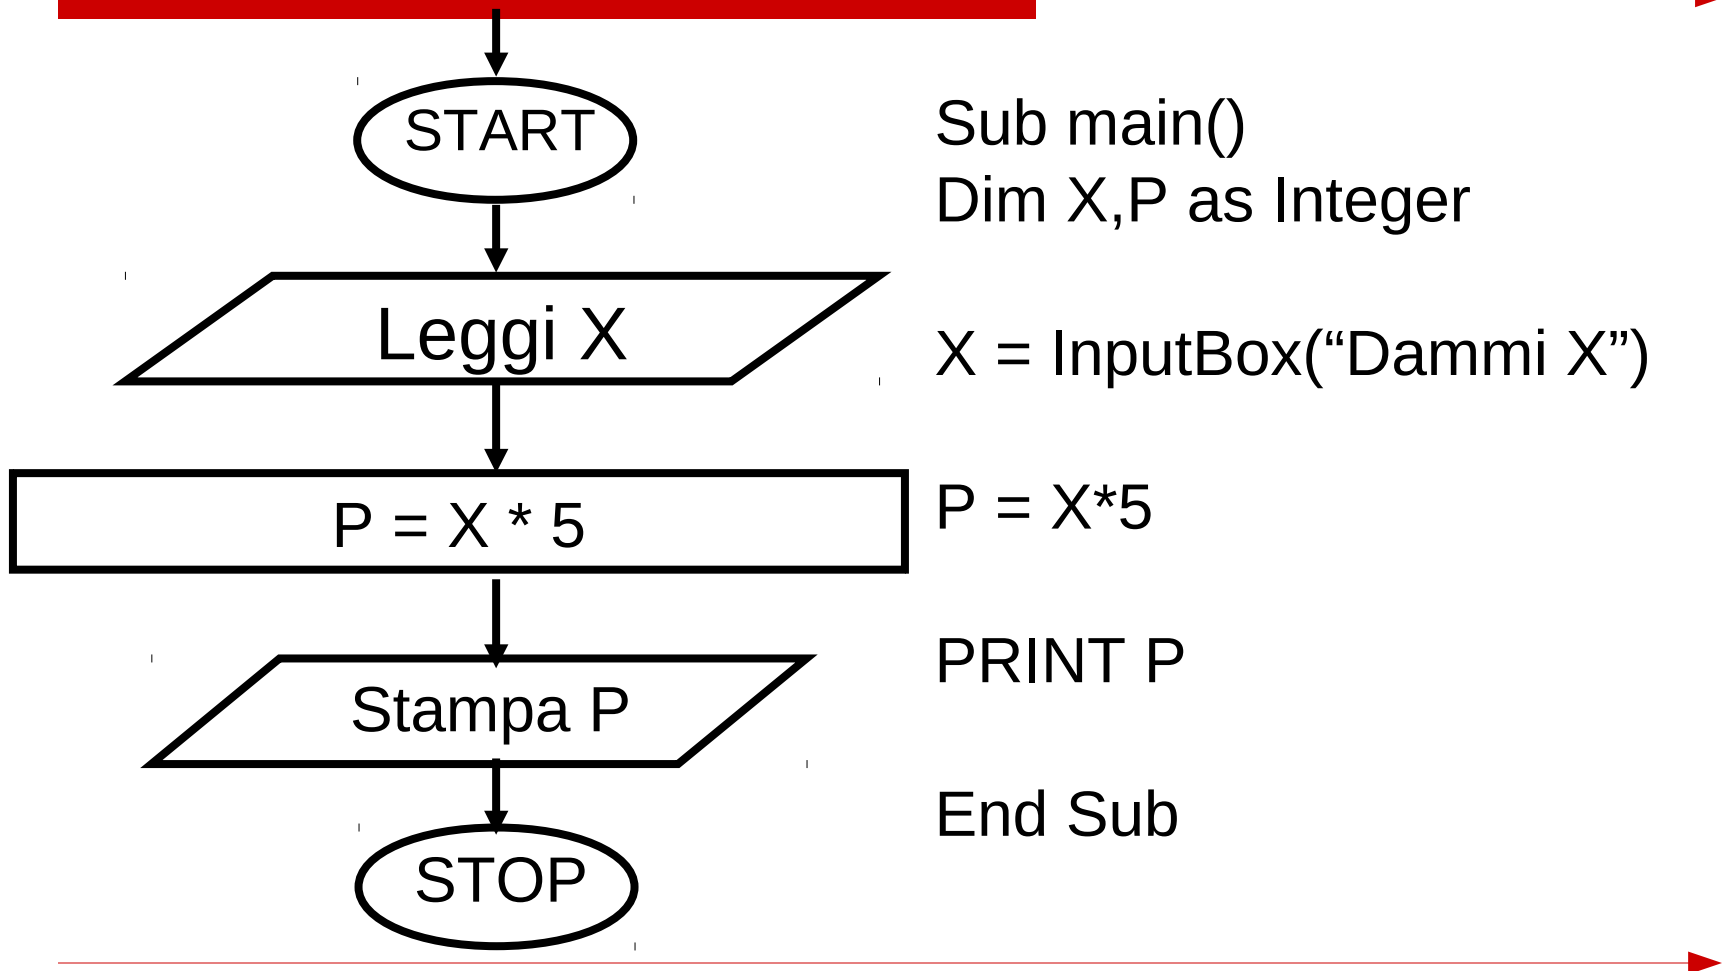 START
Leggi X
P = X * 5
Stampa P
STOP
Sub main()
Dim X,P as Integer
X = InputBox(“Dammi X”)
P = X*5
PRINT P
End Sub